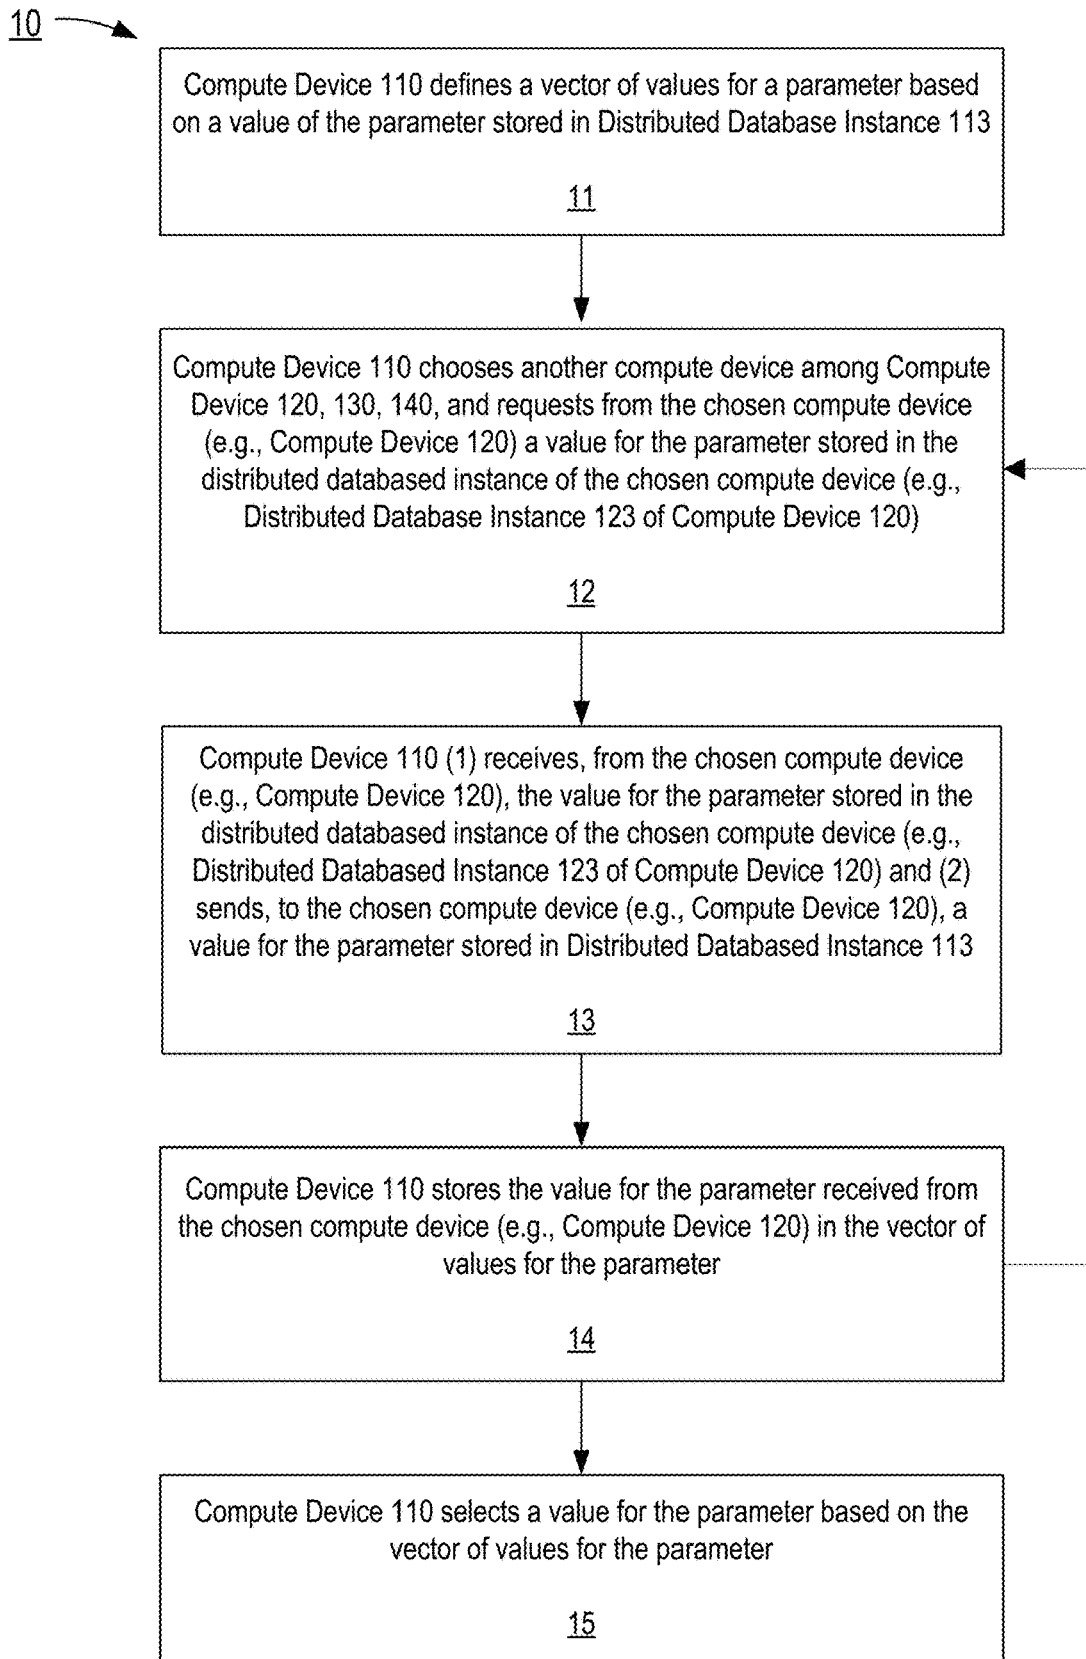 10
Compute Device 110 defines a vector of values for a parameter based
on a value of the parameter stored in Distributed Database Instance 113
11
Compute Device 110 chooses another compute device among Compute
Device 120, 130, 140, and requests from the chosen compute device
(e.g., Compute Device 120) a value for the parameter stored in the
distributed databased instance of the chosen compute device (e.g.,
Distributed Database Instance 123 of Compute Device 120)
12
Compute Device 110 (1) receives, from the chosen compute device
(e.g., Compute Device 120), the value for the parameter stored in the
distributed databased instance of the chosen compute device (e.g.,
Distributed Databased Instance 123 of Compute Device 120) and (2)
sends, to the chosen compute device (e.g., Compute Device 120), a
value for the parameter stored in Distributed Databased Instance 113
13
Compute Device 110 stores the value for the parameter received from
the chosen compute device (e.g., Compute Device 120) in the vector of
values for the parameter
14
Compute Device 110 selects a value for the parameter based on the
vector of values for the parameter
15